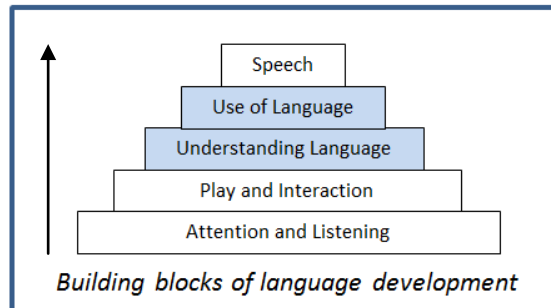 Speech
Use of Language
Understanding Language
Play and Interaction
Attention and Listening
Building blocks of language development